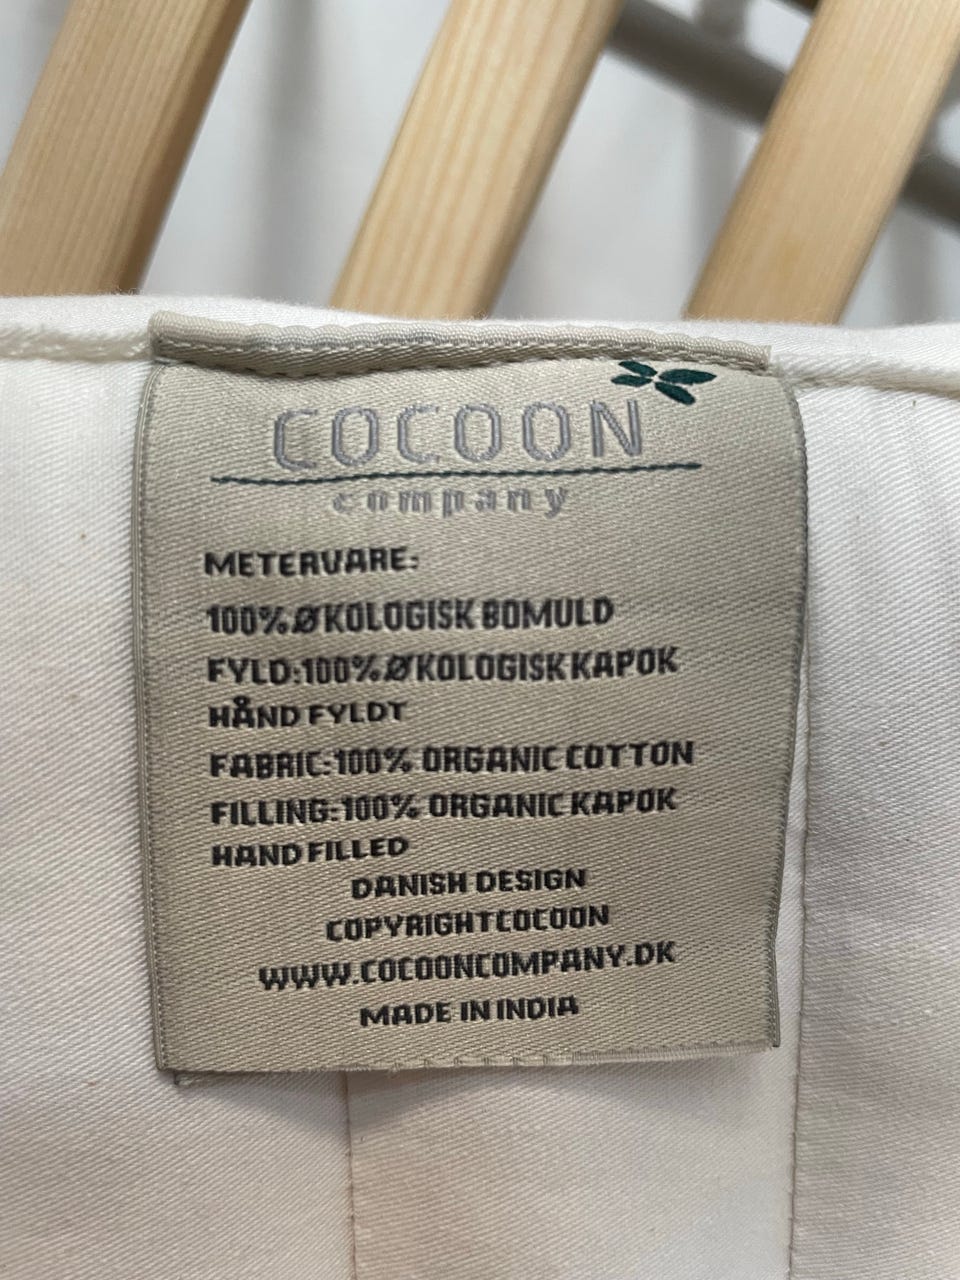 COCOON
company
METERVARE:
100% ØKOLOGISK BOMULD
FYLD:100% ØKOLOGISK KAPOK
HÅND FYLDT
FABRIC:100% ORGANIC COTTON
FILLING:100% ORGANIC KAPOK
HAND FILLED
DANISH DESIGN
COPYRIGHTCOCOON
WWW.COCOONCOMPANY.DK
MADE IN INDIA